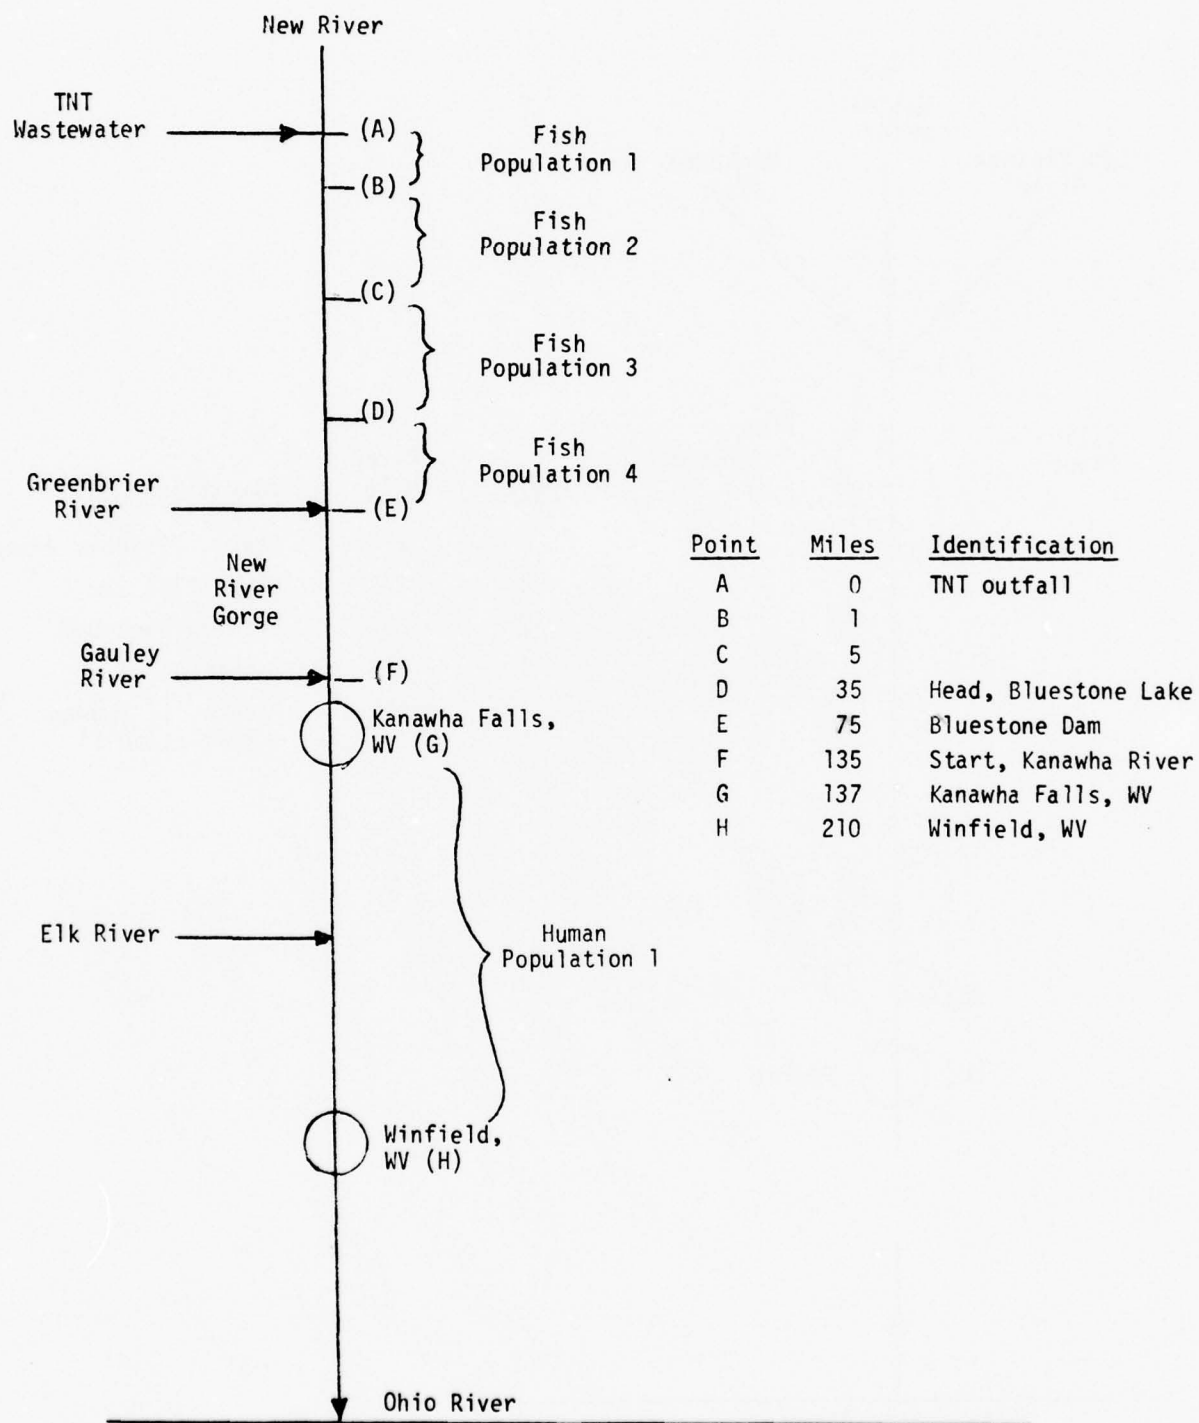 New River
TNT
Wastewater
(A)
Fish
Population 1
(B)
Fish
Population 2
(C)
Fish
Population 3
(D)
Fish
Population 4
Greenbrier
River
(E)
New
River
Gorge
Gauley
River
(F)
Kanawha Falls,
WV (G)
Elk River
Human
Population 1
Winfield,
WV (H)
Ohio River
Point Miles Identification
A 0 TNT outfall
B 1
C 5
D 35 Head, Bluestone Lake
E 75 Bluestone Dam
F 135 Start, Kanawha River
G 137 Kanawha Falls, WV
H 210 Winfield, WV